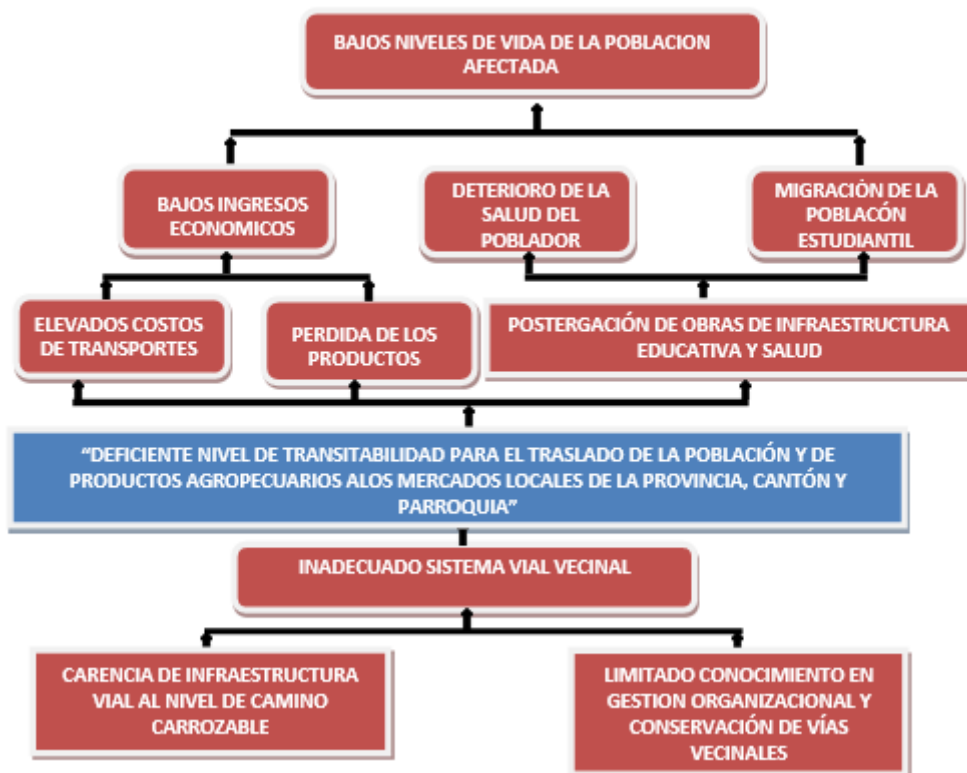 BAJOS NIVELES DE VIDA DE LA POBLACION
AFECTADA
BAJOS INGRESOS
ECONOMICOS
DETERIORO DE LA
SALUD DEL
POBLADOR
MIGRACIÒN DE LA
POBLACÓN
ESTUDIANTIL
ELEVADOS COSTOS
DE TRANSPORTES
PERDIDA DE LOS
PRODUCTOS
POSTERGACIÓN DE OBRAS DE INFRAESTRUCTURA
EDUCATIVA Y SALUD
“DEFICIENTE NIVEL DE TRANSITABILIDAD PARA EL TRASLADO DE LA POBLACIÓN Y DE
PRODUCTOS AGROPECUARIOS ALOS MERCADOS LOCALES DE LA PROVINCIA, CANTÓN Y
PARROQUIA”
INADECUADO SISTEMA VIAL VECINAL
CARENCIA DE INFRAESTRUCTURA
VIAL AL NIVEL DE CAMINO
CARROZABLE
LIMITADO CONOCIMIENTO EN
GESTION ORGANIZACIONAL Y
CONSERVACIÓN DE VÍAS
VECINALES